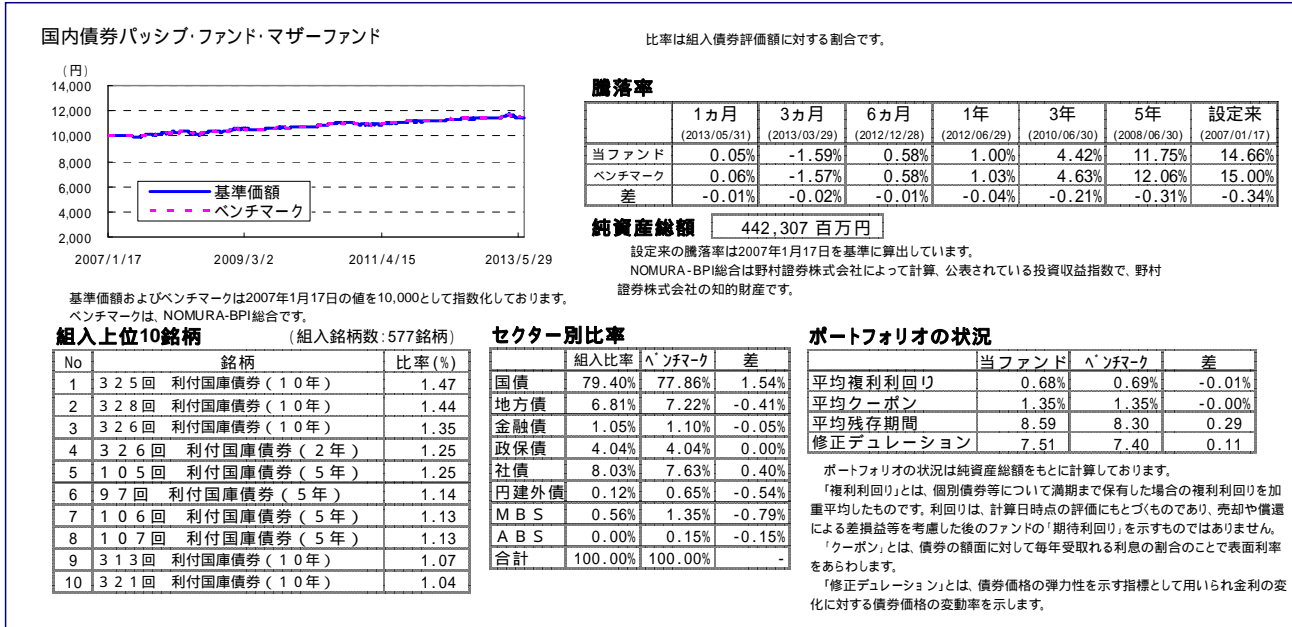 国内債券パッシブ・ファンド・マザーファンド
比率は組入債券評価額に対する割合です。
(円)
14,000
12,000
10,000
8,000
6,000
4,000
2,000
基準価額
ベンチマーク
2007/1/17 2009/3/2 2011/4/15 2013/5/29
基準価額およびベンチマークは2007年1月17日の値を10,000として指数化しております。
ベンチマークは、NOMURA-BPI総合です。
騰落率
1ヵ月 3ヵ月 6ヵ月 1年 3年 5年 設定来
(2013/05/31) (2013/03/29) (2012/12/28) (2012/06/29) (2010/06/30) (2008/06/30) (2007/01/17)
当ファンド 0.05% -1.59% 0.58% 1.00% 4.42% 11.75% 14.66%
ベンチマーク 0.06% -1.57% 0.58% 1.03% 4.63% 12.06% 15.00%
差 -0.01% -0.02% -0.01% -0.04% -0.21% -0.31% -0.34%
純資産総額 442,307 百万円
設定来の騰落率は2007年1月17日を基準に算出しています。
NOMURA-BPI総合は野村證券株式会社によって計算、公表されている投資収益指数で、野村
證券株式会社の知的財産です。
組入上位10銘柄 (組入銘柄数:577銘柄)
No 銘柄 比率(%)
1 325回 利付国庫債券(10年) 1.47
2 328回 利付国庫債券(10年) 1.44
3 326回 利付国庫債券(10年) 1.35
4 326回 利付国庫債券(2年) 1.25
5 105回 利付国庫債券(5年) 1.25
6 97回 利付国庫債券(5年) 1.14
7 106回 利付国庫債券(5年) 1.13
8 107回 利付国庫債券(5年) 1.13
9 313回 利付国庫債券(10年) 1.07
10 321回 利付国庫債券(10年) 1.04
セクター別比率
組入比率 ベンチマーク 差
国債 79.40% 77.86% 1.54%
地方債 6.81% 7.22% -0.41%
金融債 1.05% 1.10% -0.05%
政保債 4.04% 4.04% 0.00%
社債 8.03% 7.63% 0.40%
円建外債 0.12% 0.65% -0.54%
MBS 0.56% 1.35% -0.79%
ABS 0.00% 0.15% -0.15%
合計 100.00% 100.00% -
ポートフォリオの状況
当ファンド ベンチマーク 差
平均複利利回り 0.68% 0.69% -0.01%
平均クーポン 1.35% 1.35% -0.00%
平均残存期間 8.59 8.30 0.29
修正デュレーション 7.51 7.40 0.11
ポートフォリオの状況は純資産総額をもとに計算しております。
「複利利回り」とは、個別債券等について満期まで保有した場合の複利利回りを加
重平均したものです。利回りは、計算日時点の評価にもとづくものであり、売却や償還
による差損益等を考慮した後のファンドの「期待利回り」を示すものではありません。
「クーポン」とは、債券の額面に対して毎年受取れる利息の割合のことで表面利率
をあらわします。
「修正デュレーション」とは、債券価格の弾力性を示す指標として用いられ金利の変
化に対する債券価格の変動率を示します。